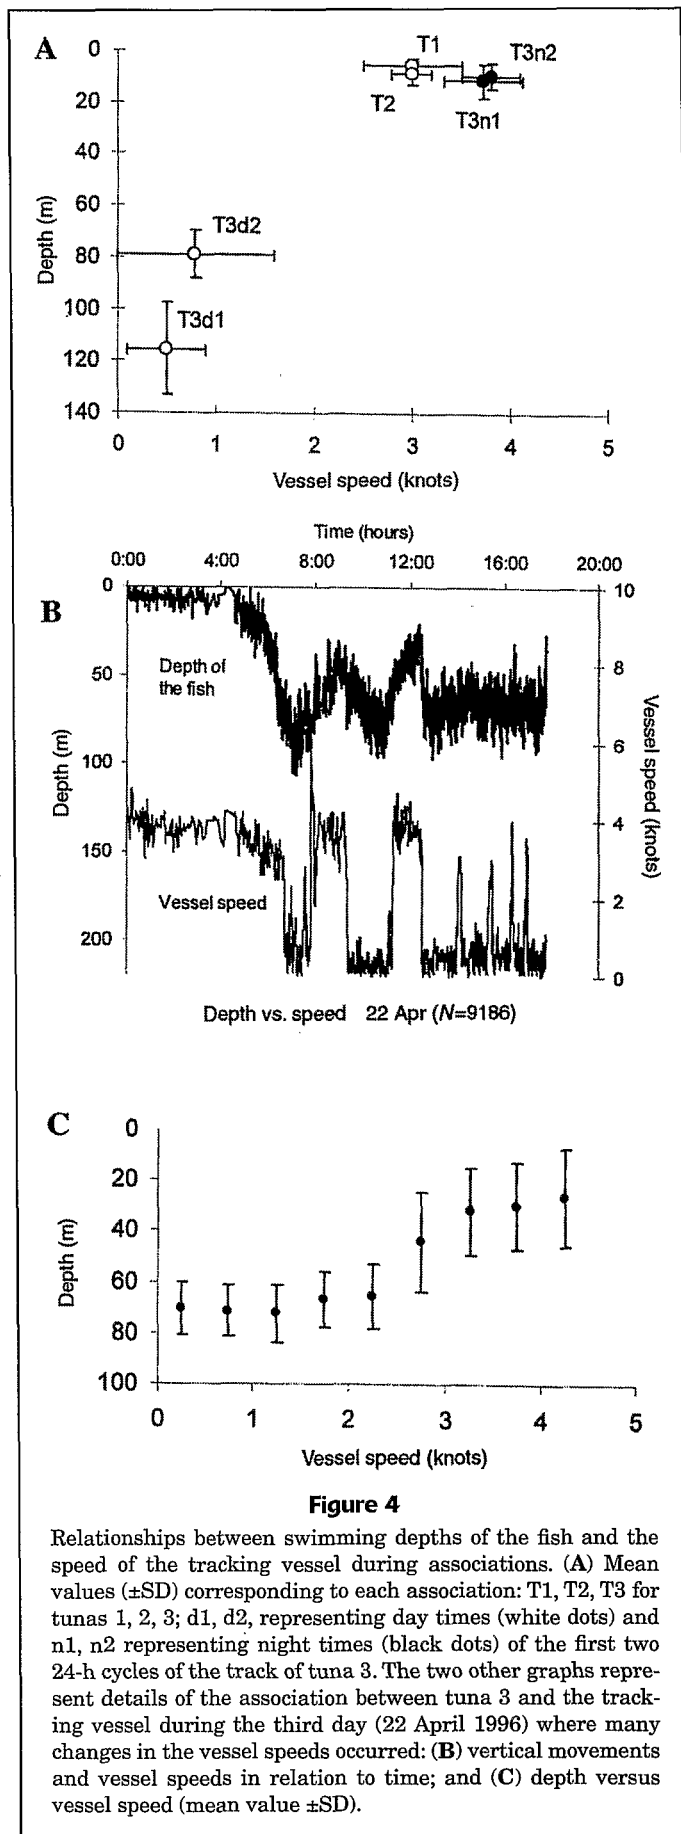 A
0
20
40
60
80
100
120
140
Depth (m)
T1
T3n2
T2
T3n1
T3d2
T3d1
0 1 2 3 4 5
Vessel speed (knots)
Time (hours)
0:00 4:00 8:00 12:00 16:00 20:00
B
0
50
100
150
200
Depth (m)
Depth of
the fish
Vessel speed
10
8
6
4
2
0
Vessel speed (knots)
Depth vs. speed 22 Apr (N=9186)
C
0
20
40
60
80
100
Depth (m)
0 1 2 3 4 5
Vessel speed (knots)
Figure 4
Relationships between swimming depths of the fish and the
speed of the tracking vessel during associations. (A) Mean
values (±SD) corresponding to each association: T1, T2, T3 for
tunas 1, 2, 3; d1, d2, representing day times (white dots) and
n1, n2 representing night times (black dots) of the first two
24-h cycles of the track of tuna 3. The two other graphs repre-
sent details of the association between tuna 3 and the track-
ing vessel during the third day (22 April 1996) where many
changes in the vessel speeds occurred: (B) vertical movements
and vessel speeds in relation to time; and (C) depth versus
vessel speed (mean value ±SD).